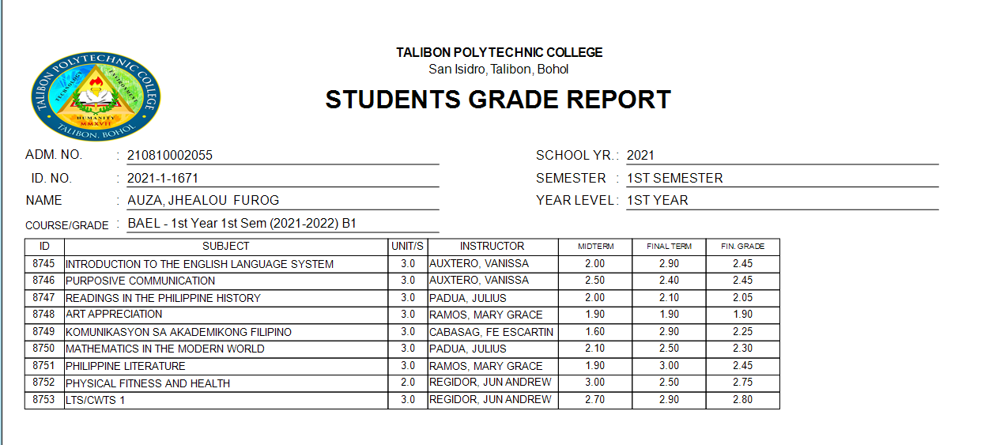 TALIBON POLYTECHNIC COLLEGE
San Isidro, Talibon, Bohol
STUDENTS GRADE REPORT
TALIBON POLYTECHNIC COLLEGE
TECHNOLOGY
ENVIRONMENT
HUMANITY
MMXVII
TALIBON, BOHOL
ADM. NO. : 210810002055 SCHOOL YR. : 2021
ID. NO. : 2021-1-1671 SEMESTER : 1ST SEMESTER
NAME : AUZA, JHEALOU FUROG YEAR LEVEL : 1ST YEAR
COURSE/GRADE : BAEL - 1st Year 1st Sem (2021-2022) B1
ID SUBJECT UNIT/S INSTRUCTOR MIDTERM FINAL TERM FIN. GRADE
8745 INTRODUCTION TO THE ENGLISH LANGUAGE SYSTEM 3.0 AUXTERO, VANISSA 2.00 2.90 2.45
8746 PURPOSIVE COMMUNICATION 3.0 AUXTERO, VANISSA 2.50 2.40 2.45
8747 READINGS IN THE PHILIPPINE HISTORY 3.0 PADUA, JULIUS 2.00 2.10 2.05
8748 ART APPRECIATION 3.0 RAMOS, MARY GRACE 1.90 1.90 1.90
8749 KOMUNIKASYON SA AKADEMIKONG FILIPINO 3.0 CABASAG, FE ESCARTIN 1.60 2.90 2.25
8750 MATHEMATICS IN THE MODERN WORLD 3.0 PADUA, JULIUS 2.10 2.50 2.30
8751 PHILIPPINE LITERATURE 3.0 RAMOS, MARY GRACE 1.90 3.00 2.45
8752 PHYSICAL FITNESS AND HEALTH 2.0 REGIDOR, JUN ANDREW 3.00 2.50 2.75
8753 LTS/CWTS 1 3.0 REGIDOR, JUN ANDREW 2.70 2.90 2.80